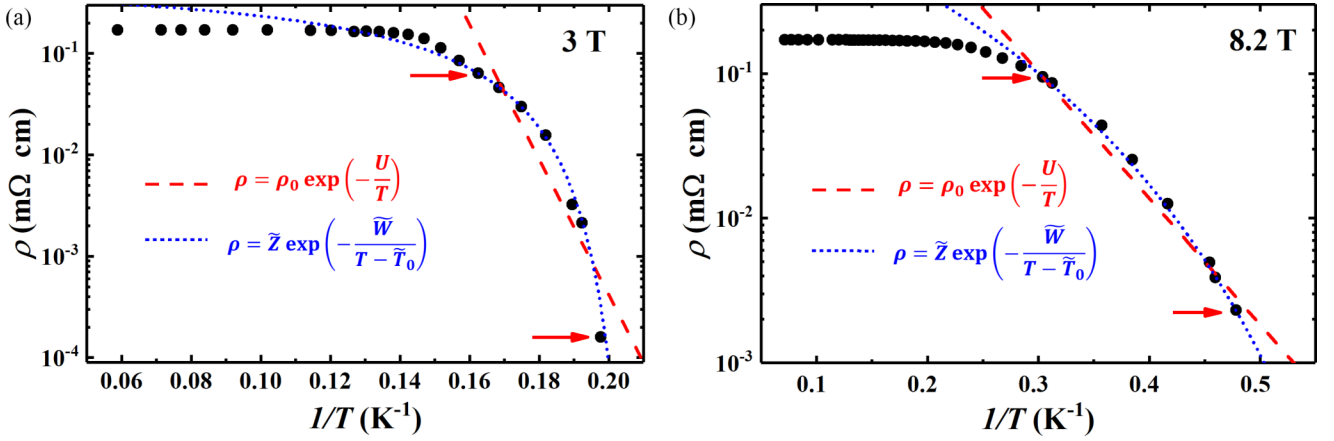 (a)
3 T
10⁻¹
10⁻²
10⁻³
10⁻⁴
ρ (mΩ cm)
ρ = ρ₀ exp(−U/T)
ρ = Z̃ exp(−W̃/(T − T̃₀))
0.06 0.08 0.10 0.12 0.14 0.16 0.18 0.20
1/T (K⁻¹)
(b)
8.2 T
10⁻¹
10⁻²
10⁻³
ρ (mΩ cm)
ρ = ρ₀ exp(−U/T)
ρ = Z̃ exp(−W̃/(T − T̃₀))
0.1 0.2 0.3 0.4 0.5
1/T (K⁻¹)